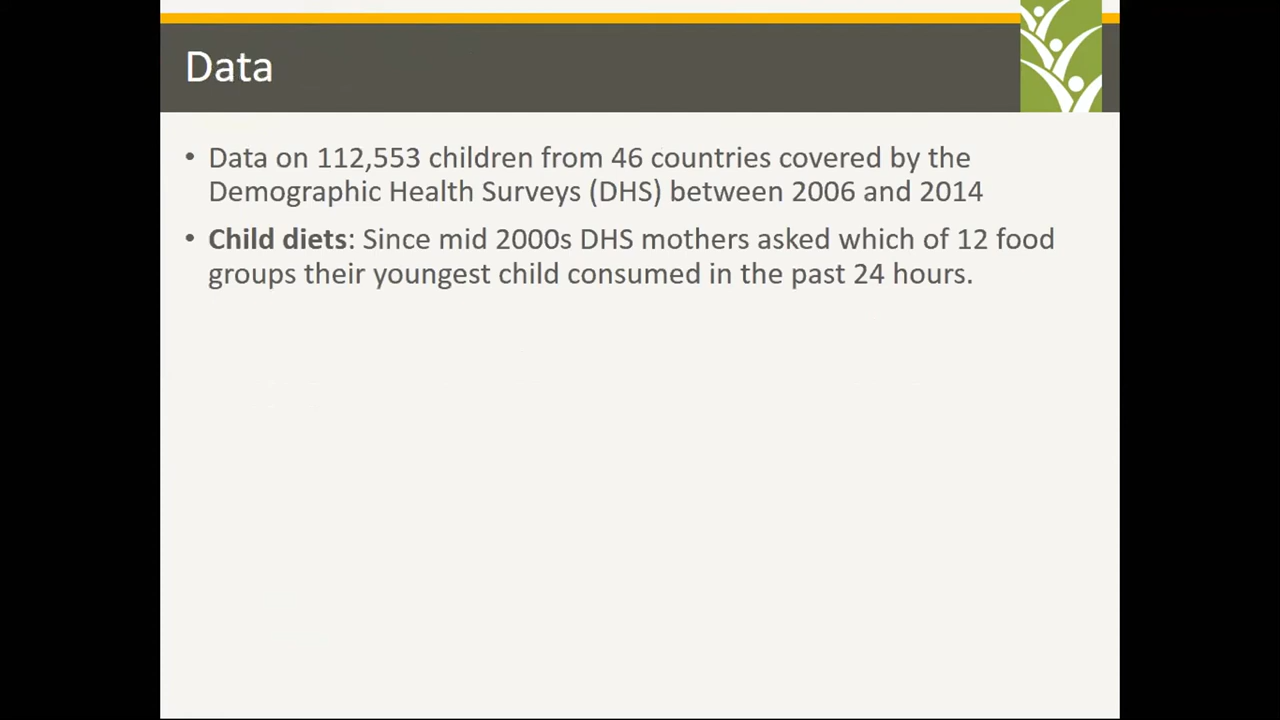 Data
• Data on 112,553 children from 46 countries covered by the
Demographic Health Surveys (DHS) between 2006 and 2014
• Child diets: Since mid 2000s DHS mothers asked which of 12 food
groups their youngest child consumed in the past 24 hours.